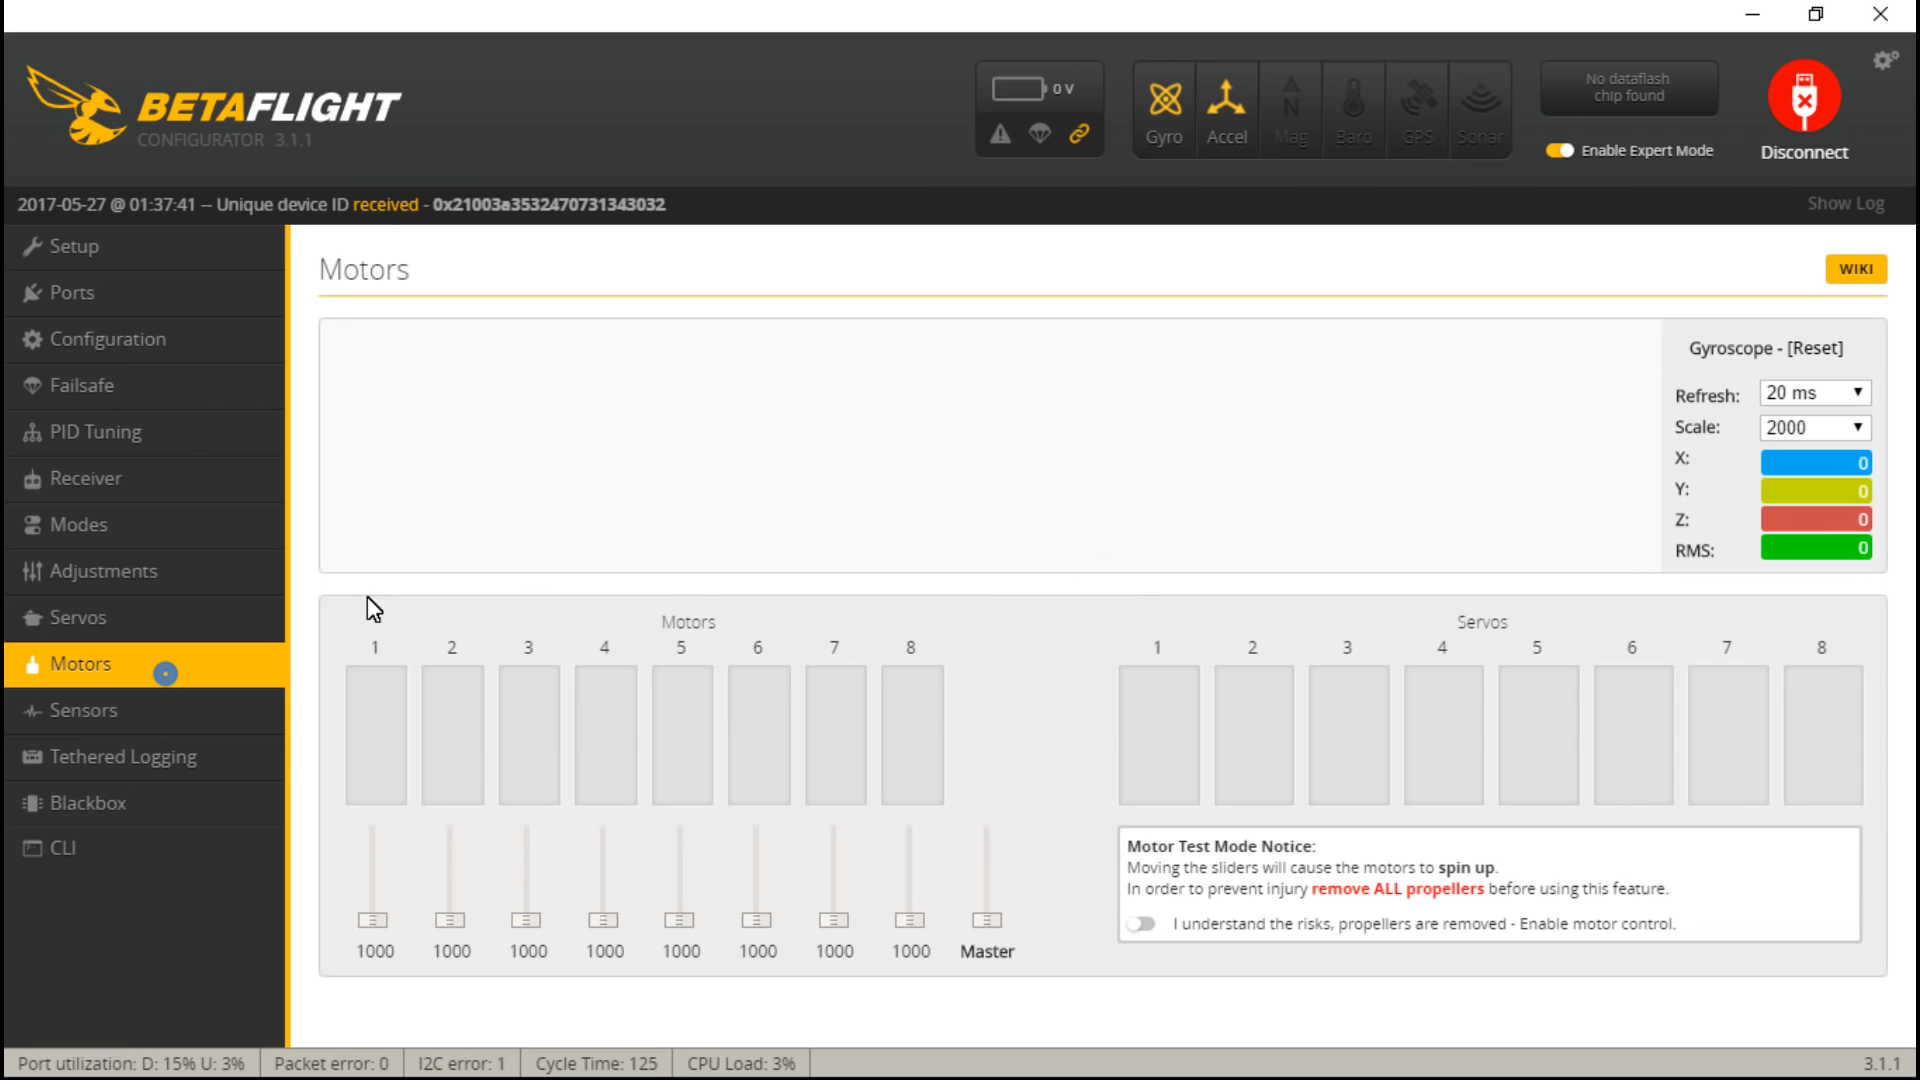 BETAFLIGHT
CONFIGURATOR 3.1.1
0 V
Gyro
Accel
Mag
Baro
GPS
Sonar
No dataflash
chip found
Enable Expert Mode
Disconnect
2017-05-27 @ 01:37:41 -- Unique device ID received - 0x21003a3532470731343032
Show Log
Setup
Ports
Configuration
Failsafe
PID Tuning
Receiver
Modes
Adjustments
Servos
Motors
Sensors
Tethered Logging
Blackbox
CLI
Motors
WIKI
Gyroscope - [Reset]
Refresh: 20 ms
Scale: 2000
X: 0
Y: 0
Z: 0
RMS: 0
Motors
1 2 3 4 5 6 7 8
1000 1000 1000 1000 1000 1000 1000 1000 Master
Servos
1 2 3 4 5 6 7 8
Motor Test Mode Notice:
Moving the sliders will cause the motors to spin up.
In order to prevent injury remove ALL propellers before using this feature.
I understand the risks, propellers are removed - Enable motor control.
Port utilization: D: 15% U: 3%
Packet error: 0
I2C error: 1
Cycle Time: 125
CPU Load: 3%
3.1.1